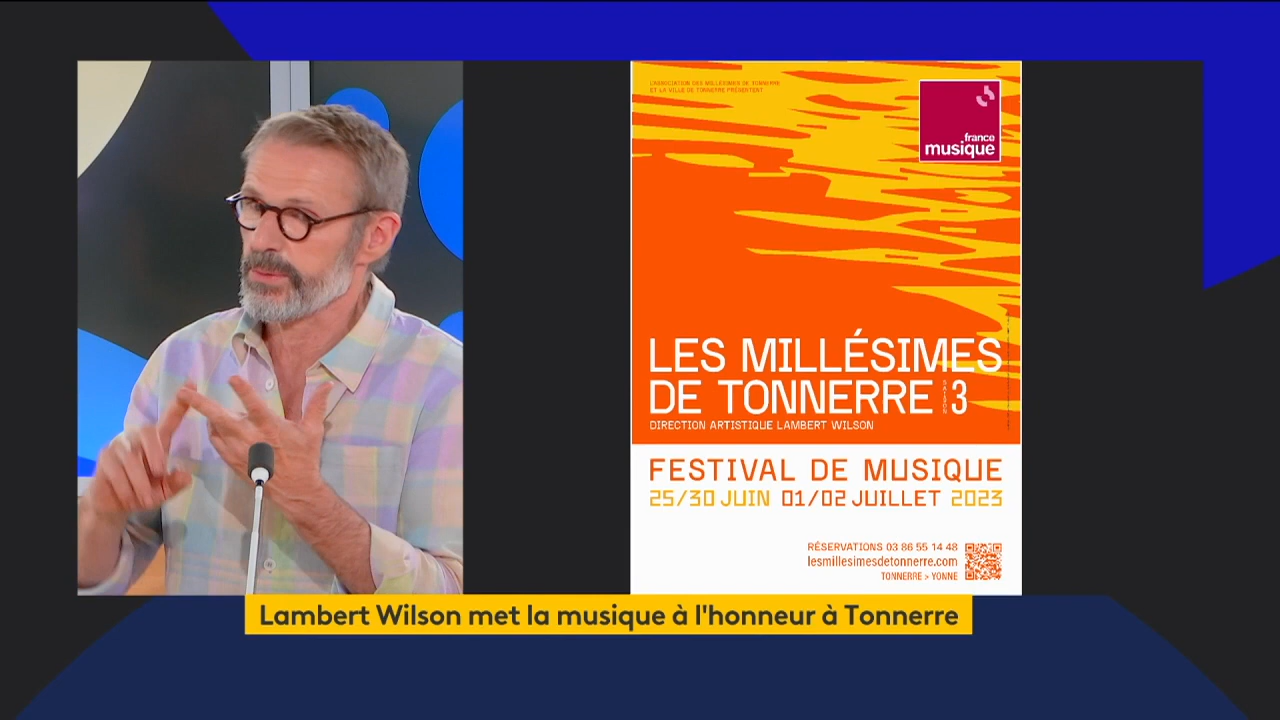 L'ASSOCIATION DES MILLÉSIMES DE TONNERRE
ET LA VILLE DE TONNERRE PRÉSENTENT
france
musique
LES MILLÉSIMES
DE TONNERRE SAISON 3
DIRECTION ARTISTIQUE LAMBERT WILSON
FESTIVAL DE MUSIQUE
25/30 JUIN 01/02 JUILLET 2023
RÉSERVATIONS 03 86 55 14 48
lesmillesimesdetonnerre.com
TONNERRE > YONNE
Lambert Wilson met la musique à l'honneur à Tonnerre